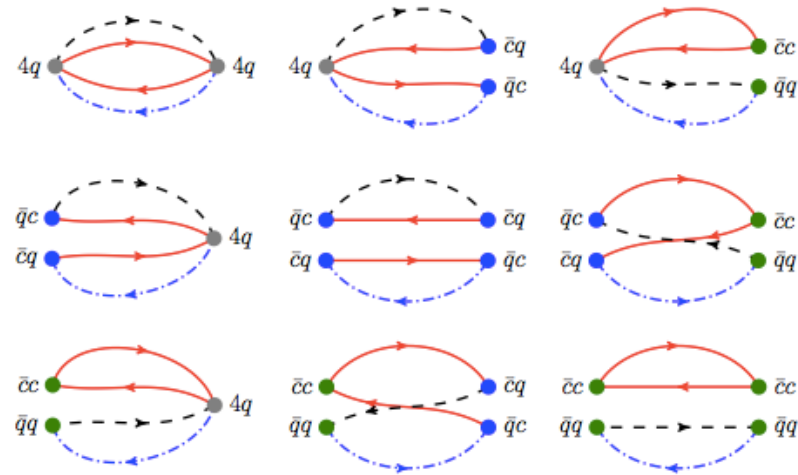 4q 4q
4q c̄q q̄c
4q c̄c q̄q
q̄c c̄q 4q
q̄c c̄q c̄q q̄c
q̄c c̄q c̄c q̄q
c̄c q̄q 4q
c̄c q̄q c̄q q̄c
c̄c q̄q c̄c q̄q